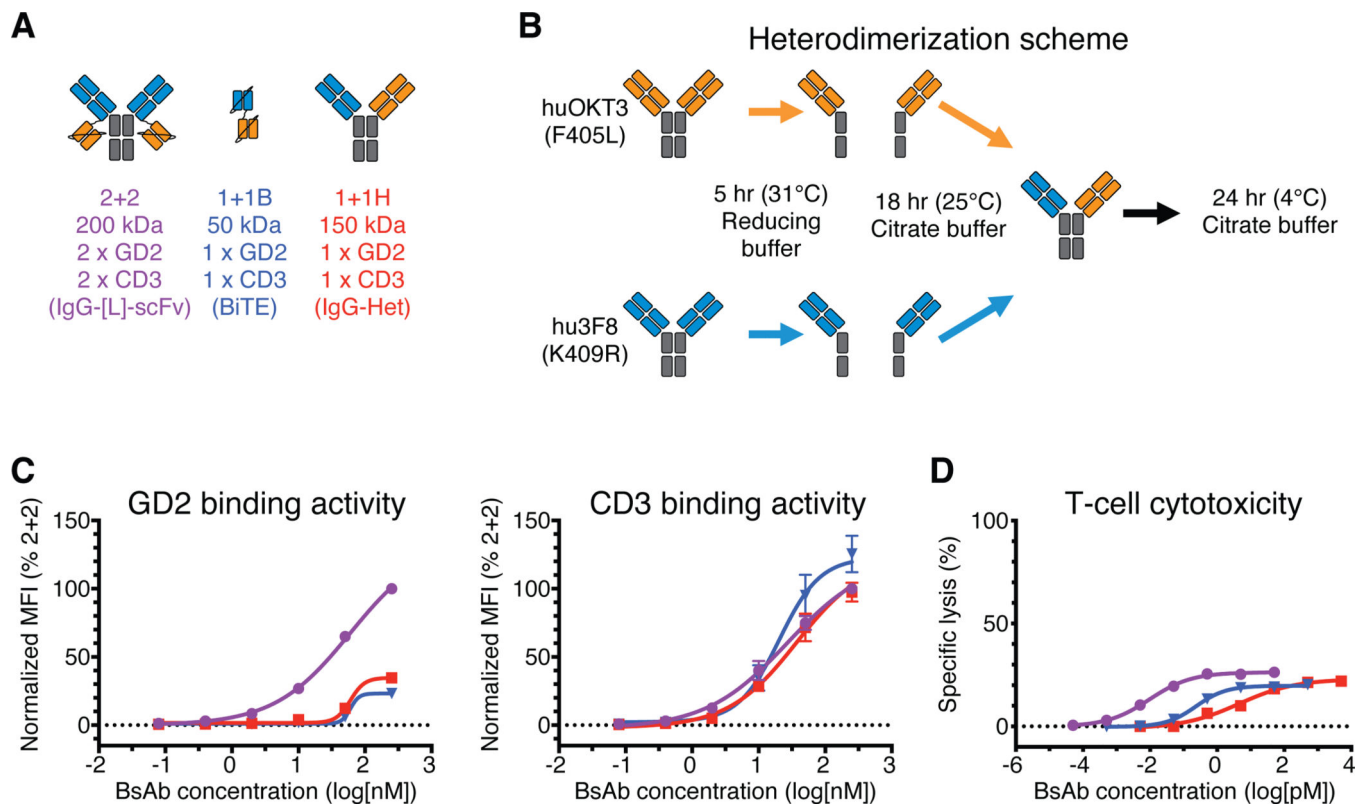 A
2+2
200 kDa
2 x GD2
2 x CD3
(IgG-[L]-scFv)
1+1B
50 kDa
1 x GD2
1 x CD3
(BiTE)
1+1H
150 kDa
1 x GD2
1 x CD3
(IgG-Het)
B
Heterodimerization scheme
huOKT3
(F405L)
5 hr (31°C)
Reducing
buffer
18 hr (25°C)
Citrate buffer
24 hr (4°C)
Citrate buffer
hu3F8
(K409R)
C
GD2 binding activity
Normalized MFI (% 2+2)
150
100
50
0
-2
-1
0
1
2
3
BsAb concentration (log[nM])
CD3 binding activity
Normalized MFI (% 2+2)
150
100
50
0
-2
-1
0
1
2
3
BsAb concentration (log[nM])
D
T-cell cytotoxicity
Specific lysis (%)
100
50
0
-6
-4
-2
0
2
4
BsAb concentration (log[pM])